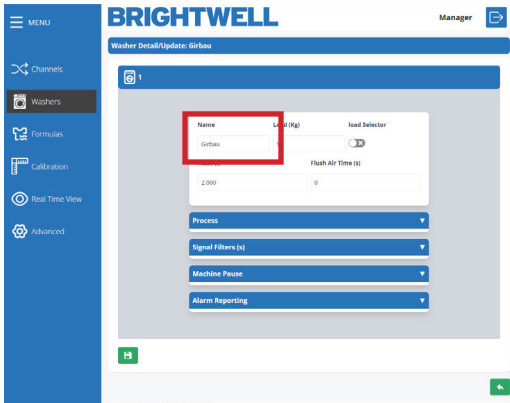 MENU
BRIGHTWELL
Manager
Washer Detail/Update: Girbau
Channels
Washers
Formulas
Calibration
Real Time View
Advanced
1
Name
(Kg)
load Selector
Girbau
Flush Air Time (s)
2.000
0
Process
Signal Filters (s)
Machine Pause
Alarm Reporting